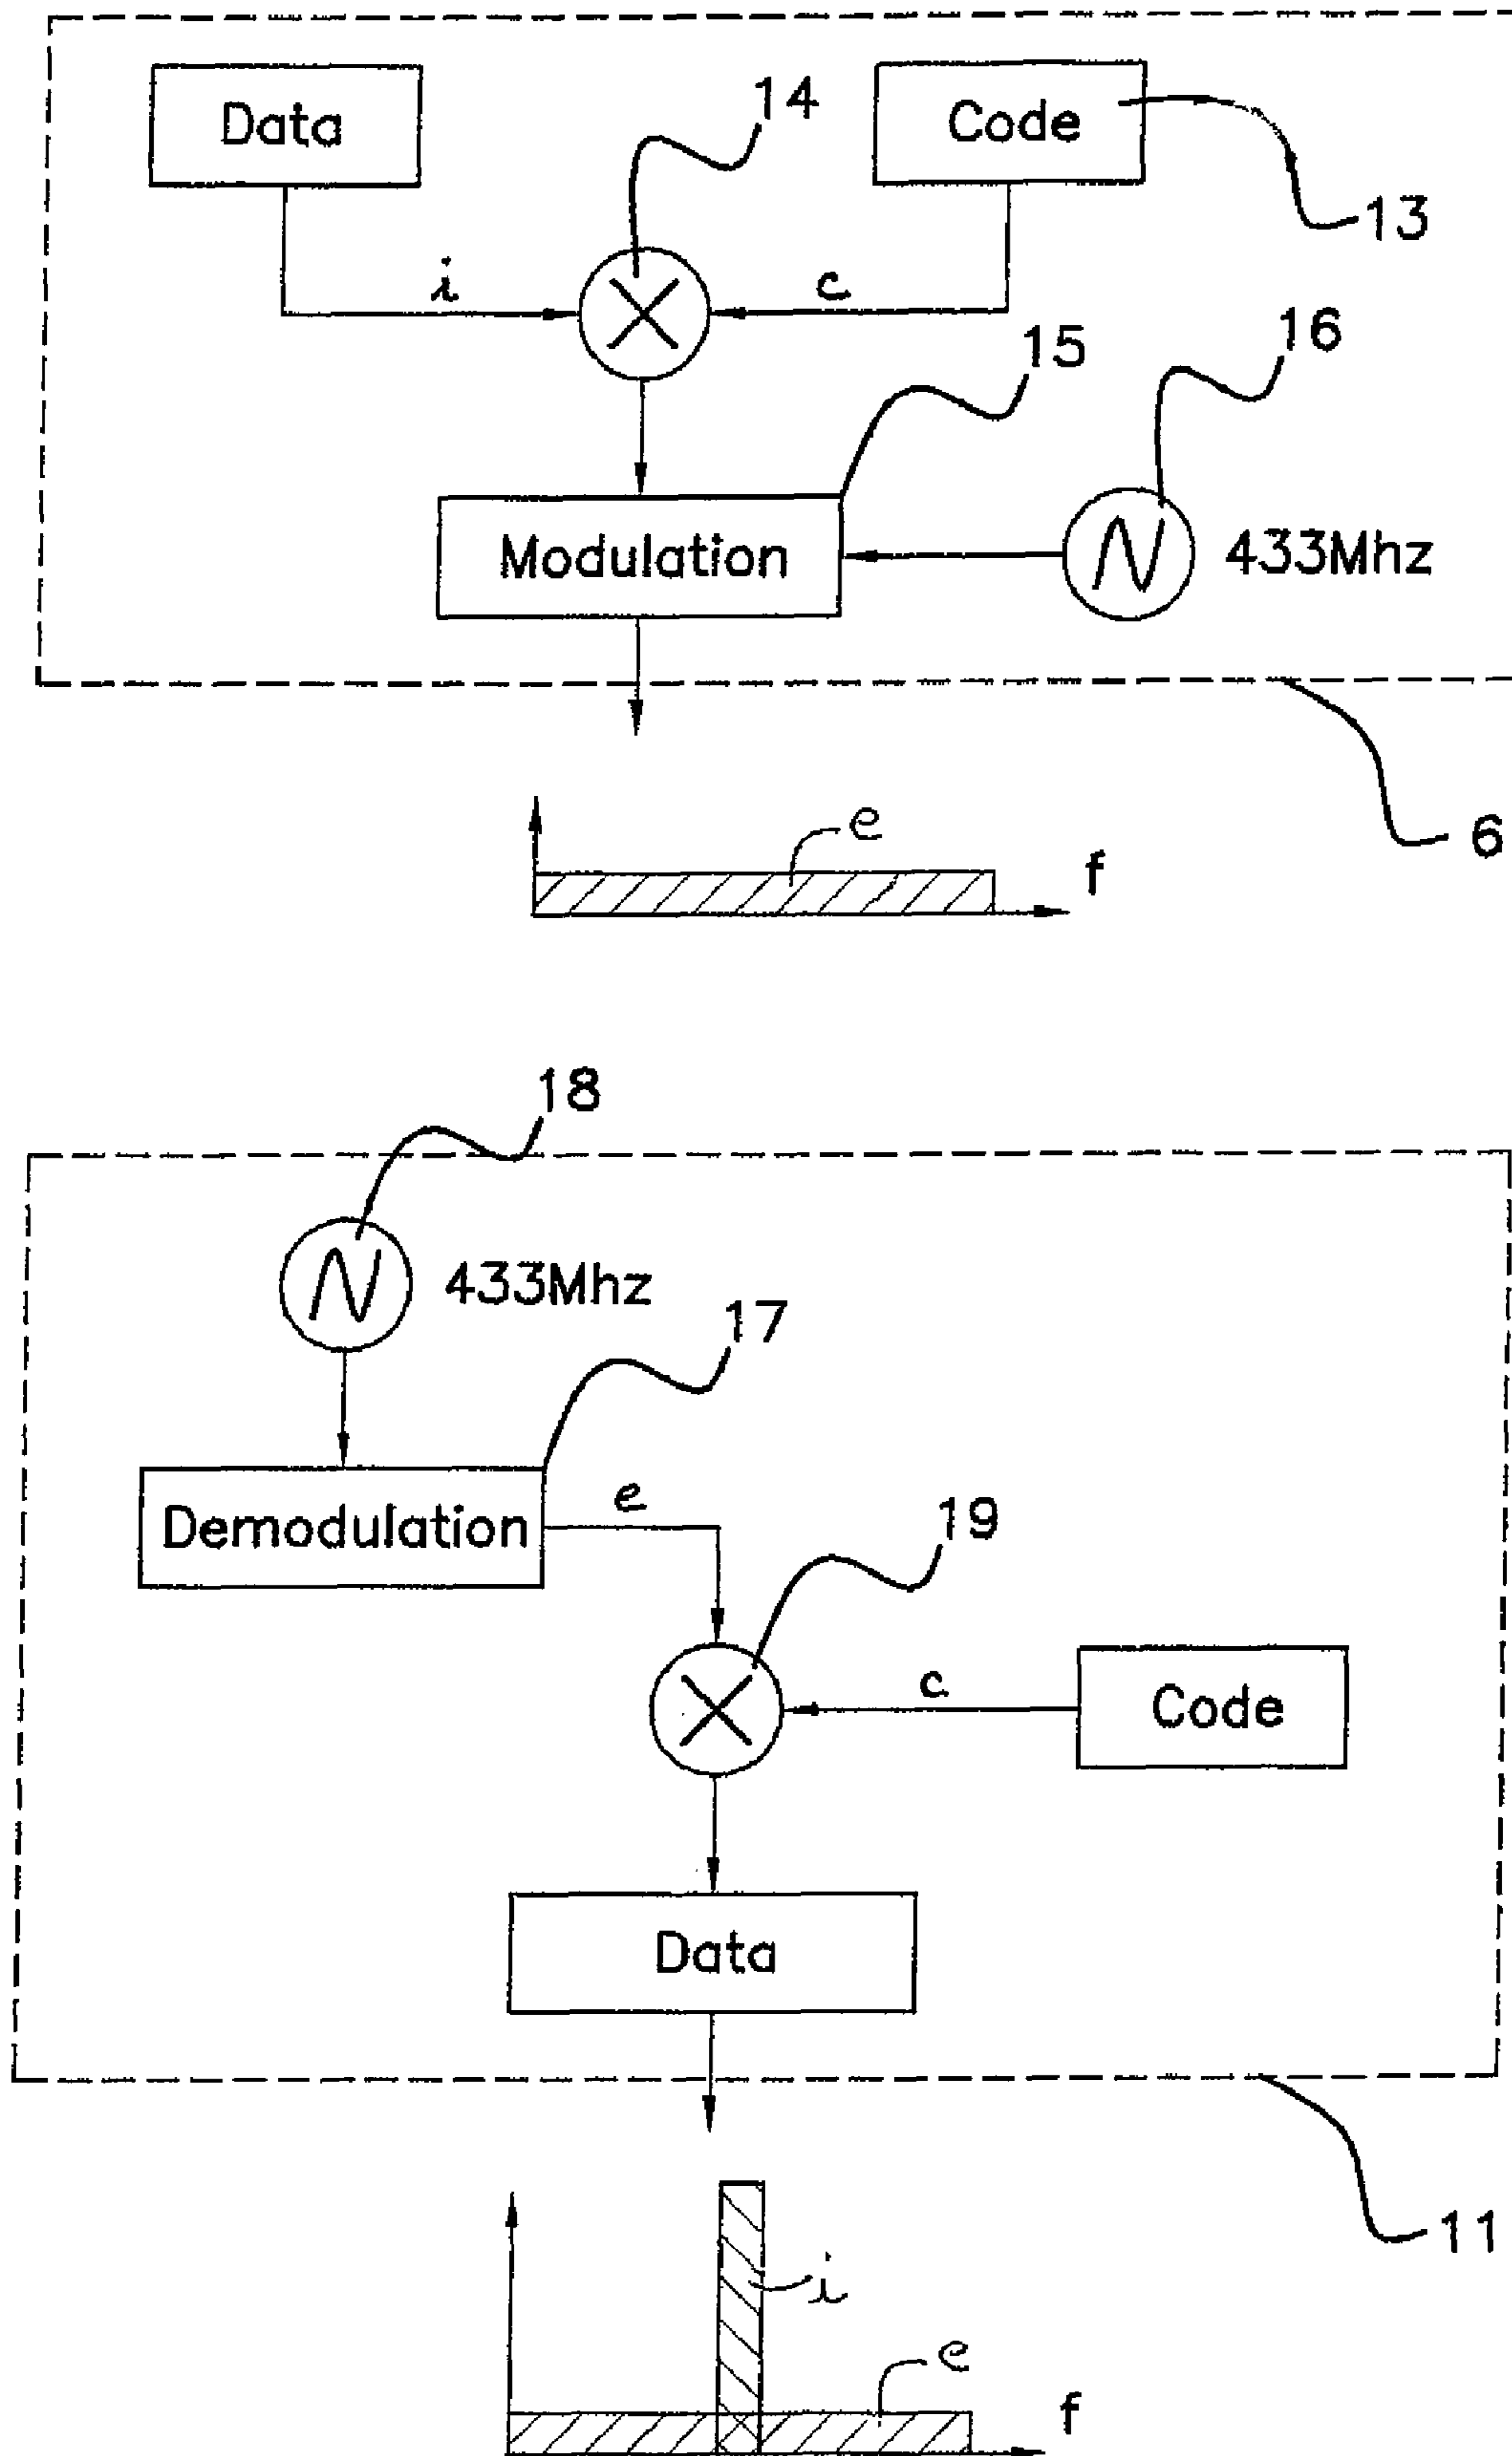 Data
14
Code
13
i
c
15
16
Modulation
433Mhz
6
e
f
18
433Mhz
17
Demodulation
e
19
c
Code
Data
11
i
e
f